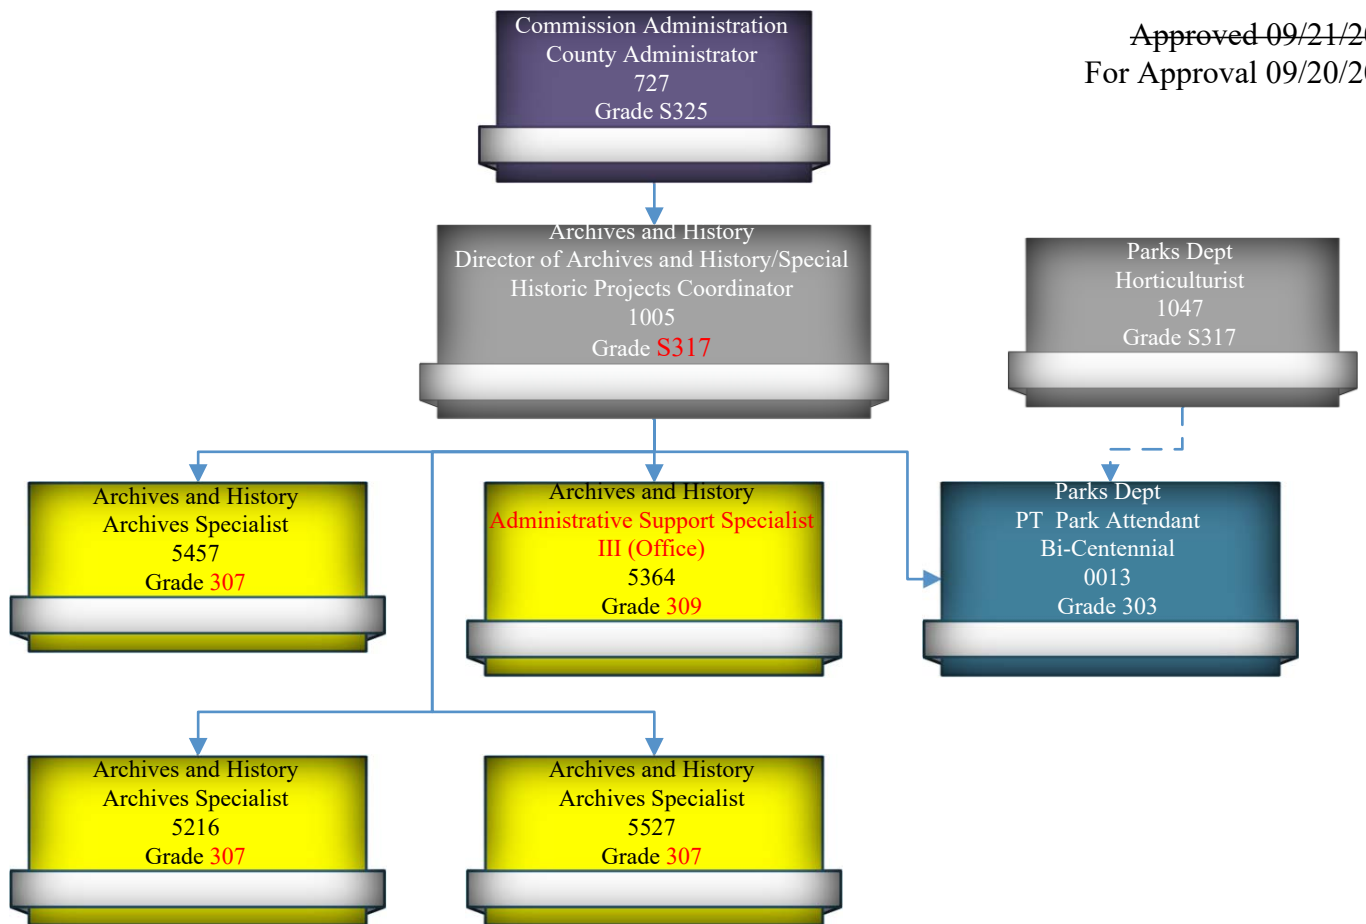 Commission Administration
County Administrator
727
Grade S325
Approved 09/21/20
For Approval 09/20/20
Archives and History
Director of Archives and History/Special
Historic Projects Coordinator
1005
Grade S317
Parks Dept
Horticulturist
1047
Grade S317
Archives and History
Archives Specialist
5457
Grade 307
Archives and History
Administrative Support Specialist
III (Office)
5364
Grade 309
Parks Dept
PT Park Attendant
Bi-Centennial
0013
Grade 303
Archives and History
Archives Specialist
5216
Grade 307
Archives and History
Archives Specialist
5527
Grade 307